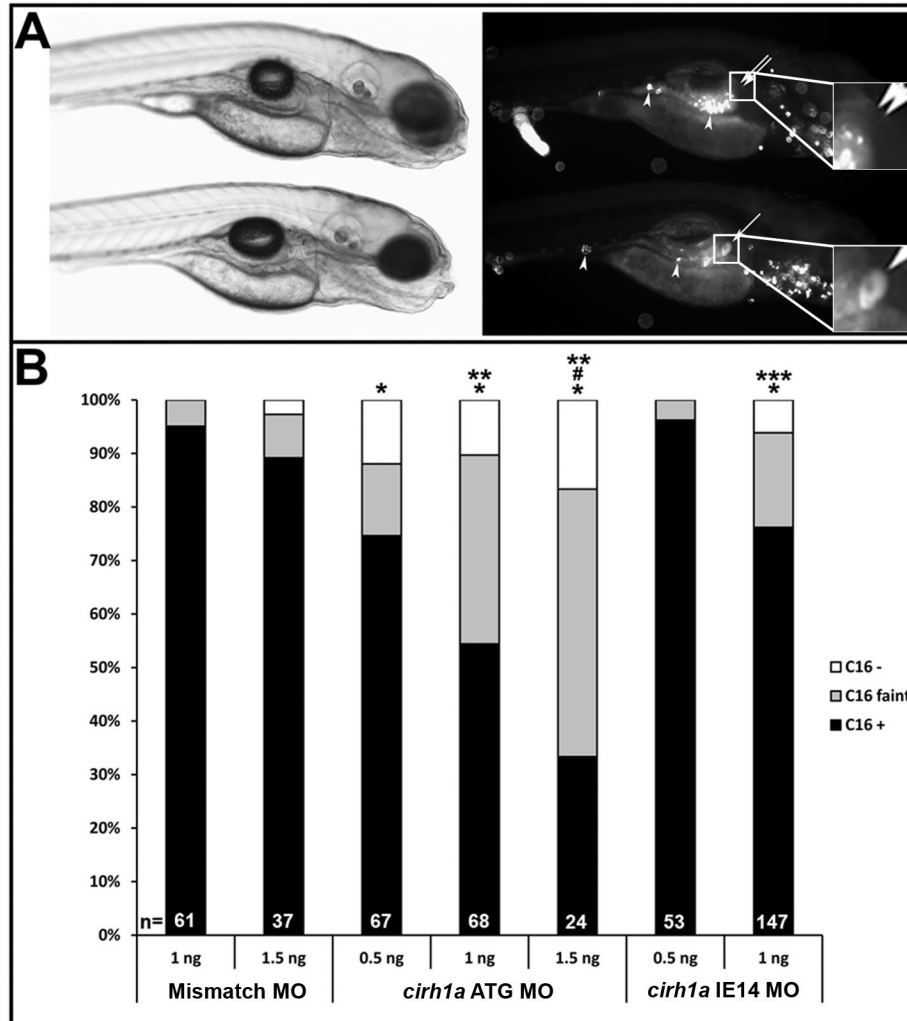 A
B
** 
** # ***
* * * *
100%
90%
80%
70%
60%
50%
40%
30%
20%
10%
0%
C16 -
C16 faint
C16 +
n= 61 37 67 68 24 53 147
1 ng 1.5 ng 0.5 ng 1 ng 1.5 ng 0.5 ng 1 ng
Mismatch MO cirh1a ATG MO cirh1a IE14 MO